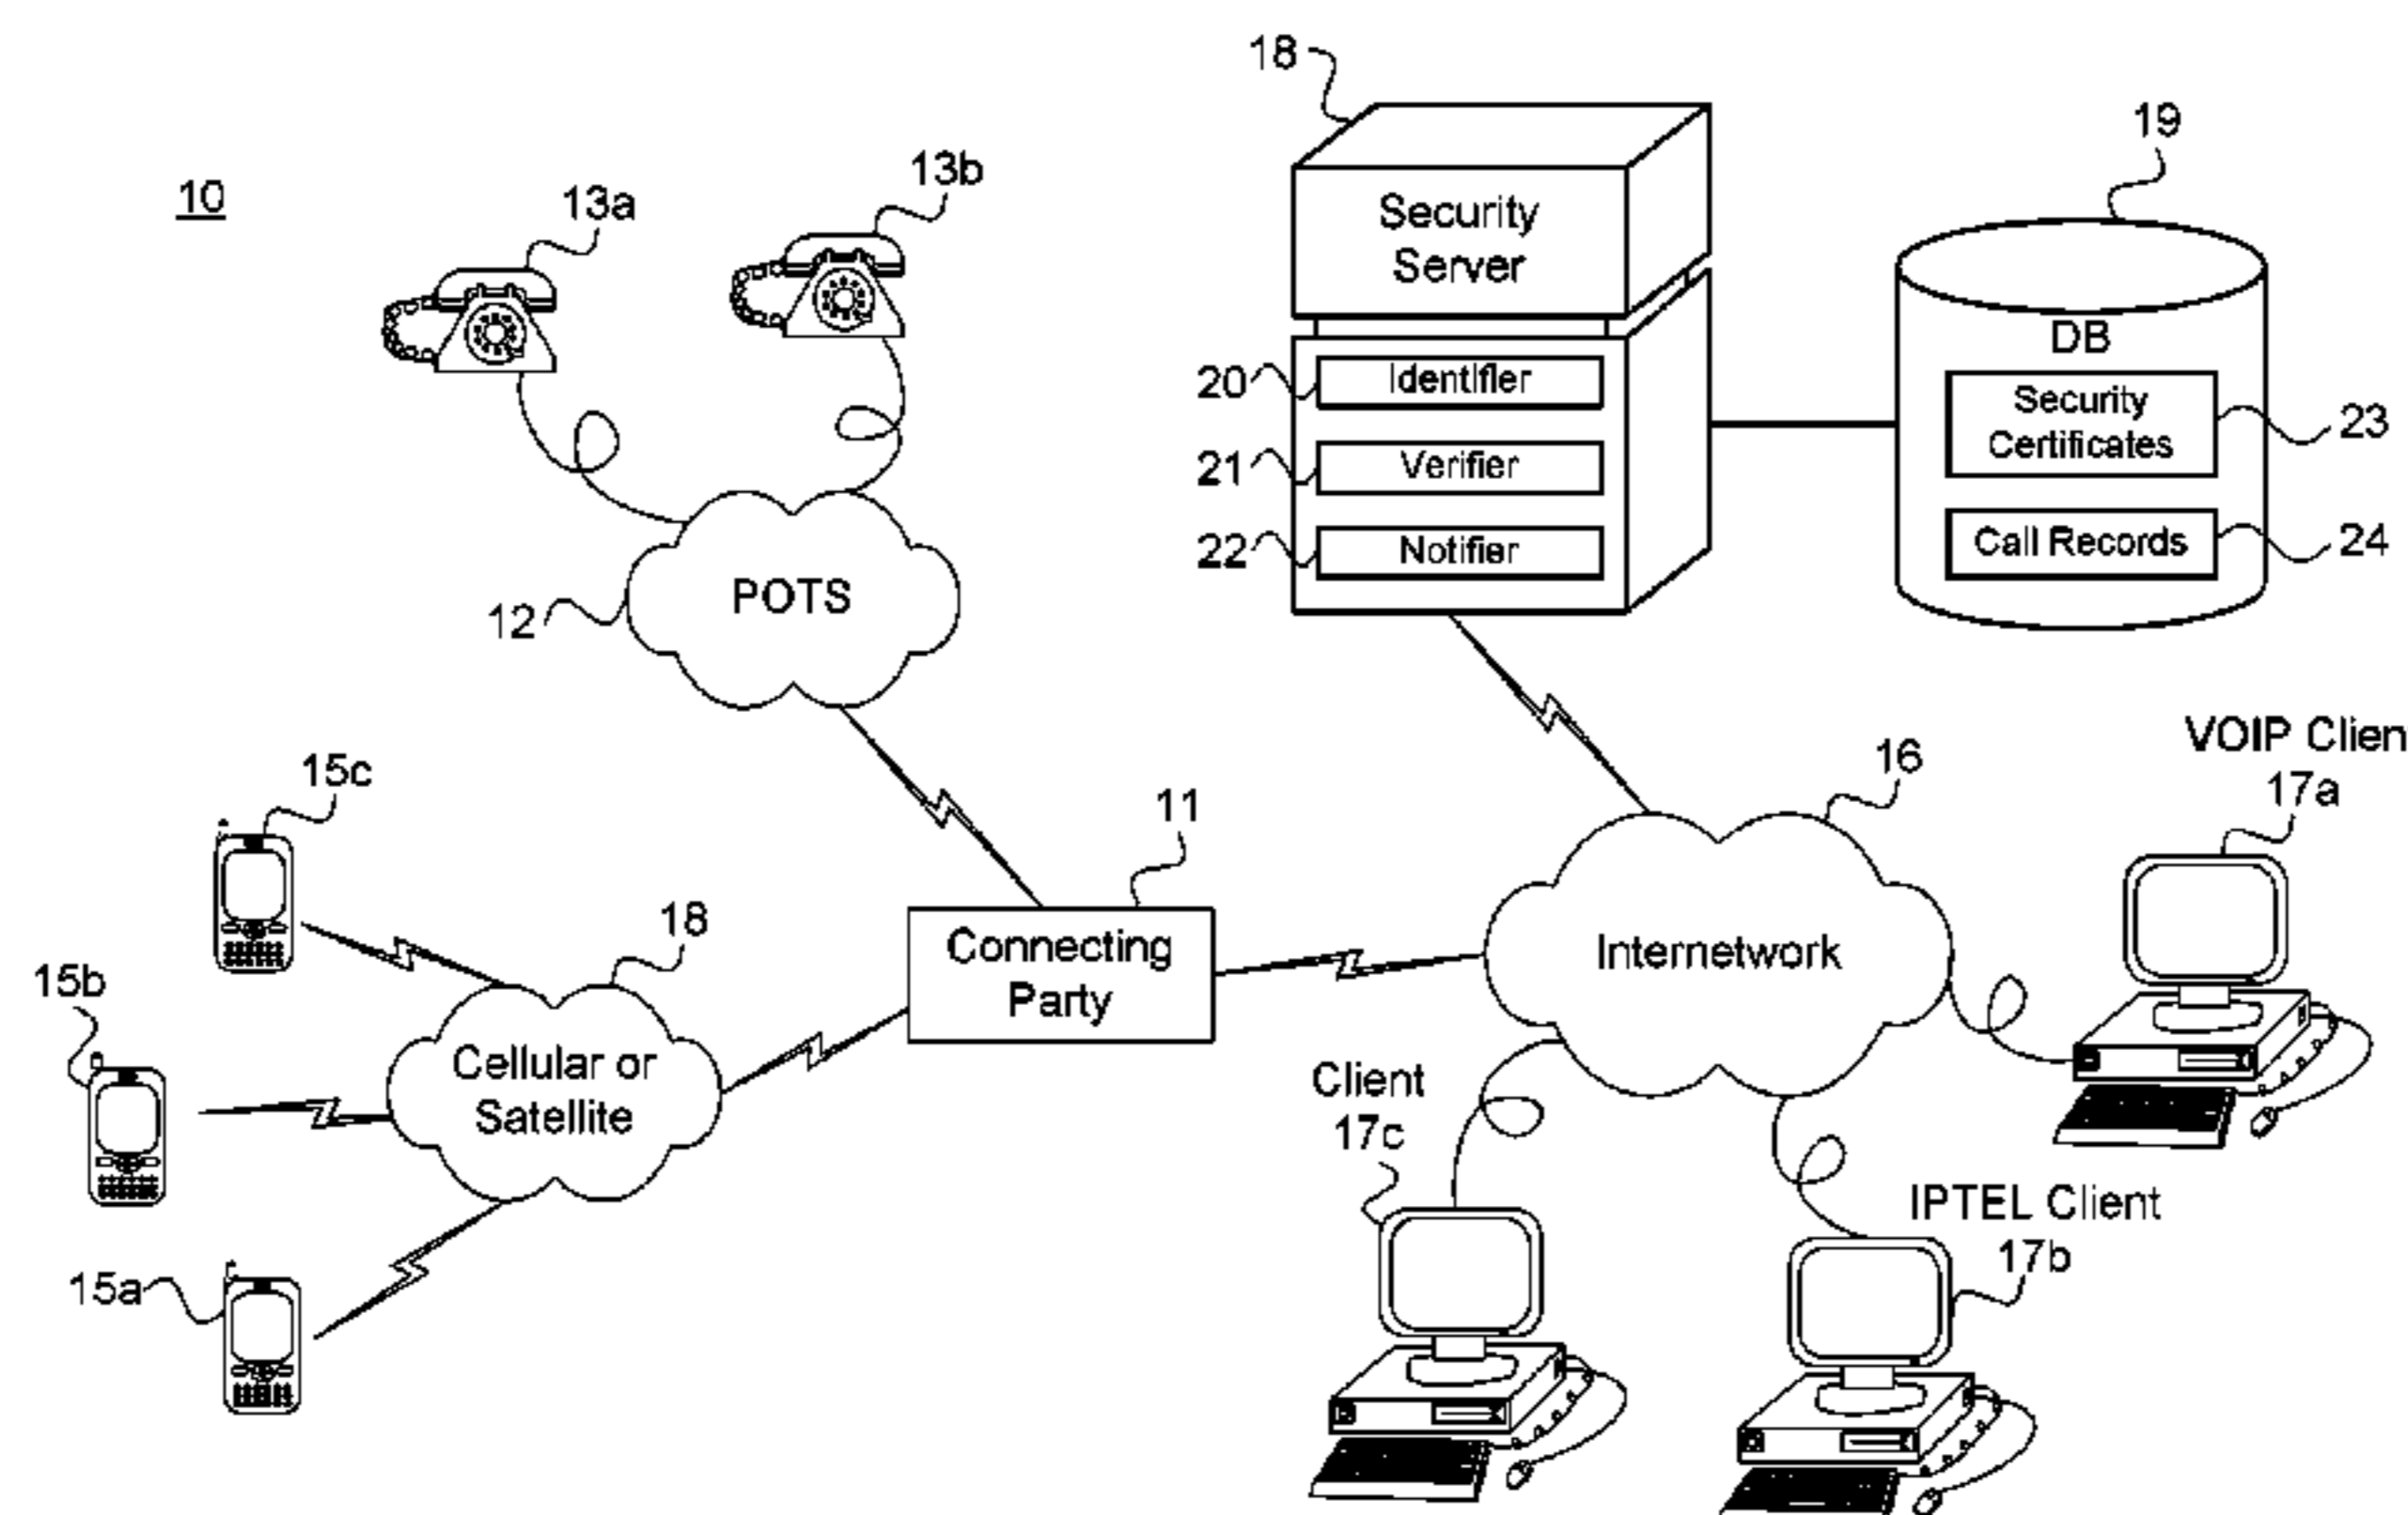 10
13a
13b
18
19
Security
Server
DB
20
Identifier
Security
Certificates
23
21
Verifier
22
Notifier
Call Records
24
POTS
12
VOIP Clien
17a
16
15c
11
18
Connecting
Party
Internetwork
15b
Cellular or
Satellite
Client
17c
IPTEL Client
17b
15a